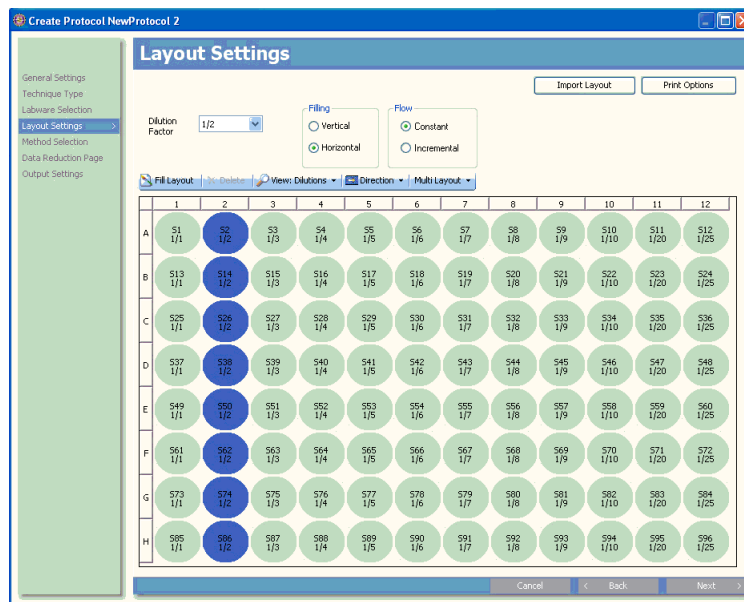 Create Protocol NewProtocol 2
Layout Settings
General Settings
Technique Type
Labware Selection
Layout Settings >
Method Selection
Data Reduction Page
Output Settings
Import Layout Print Options
Dilution Factor 1/2
Filling
Vertical
Horizontal
Flow
Constant
Incremental
Fill Layout Delete View: Dilutions Direction Multi Layout
1 2 3 4 5 6 7 8 9 10 11 12
A S1 S2 S3 S4 S5 S6 S7 S8 S9 S10 S11 S12
1/1 1/2 1/3 1/4 1/5 1/6 1/7 1/8 1/9 1/10 1/20 1/25
B S13 S14 S15 S16 S17 S18 S19 S20 S21 S22 S23 S24
1/1 1/2 1/3 1/4 1/5 1/6 1/7 1/8 1/9 1/10 1/20 1/25
C S25 S26 S27 S28 S29 S30 S31 S32 S33 S34 S35 S36
1/1 1/2 1/3 1/4 1/5 1/6 1/7 1/8 1/9 1/10 1/20 1/25
D S37 S38 S39 S40 S41 S42 S43 S44 S45 S46 S47 S48
1/1 1/2 1/3 1/4 1/5 1/6 1/7 1/8 1/9 1/10 1/20 1/25
E S49 S50 S51 S52 S53 S54 S55 S56 S57 S58 S59 S60
1/1 1/2 1/3 1/4 1/5 1/6 1/7 1/8 1/9 1/10 1/20 1/25
F S61 S62 S63 S64 S65 S66 S67 S68 S69 S70 S71 S72
1/1 1/2 1/3 1/4 1/5 1/6 1/7 1/8 1/9 1/10 1/20 1/25
G S73 S74 S75 S76 S77 S78 S79 S80 S81 S82 S83 S84
1/1 1/2 1/3 1/4 1/5 1/6 1/7 1/8 1/9 1/10 1/20 1/25
H S85 S86 S87 S88 S89 S90 S91 S92 S93 S94 S95 S96
1/1 1/2 1/3 1/4 1/5 1/6 1/7 1/8 1/9 1/10 1/20 1/25
Cancel < Back Next >